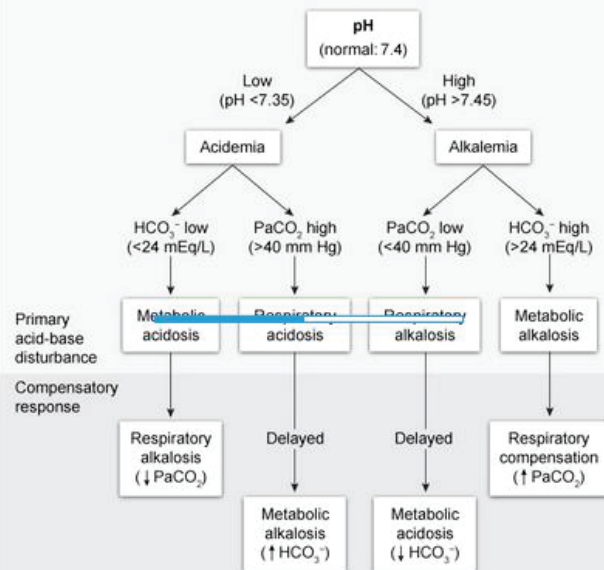 pH
(normal: 7.4)
Low
(pH <7.35)
High
(pH >7.45)
Acidemia
Alkalemia
HCO₃⁻ low
(<24 mEq/L)
PaCO₂ high
(>40 mm Hg)
PaCO₂ low
(<40 mm Hg)
HCO₃⁻ high
(>24 mEq/L)
Primary
acid-base
disturbance
Metabolic
acidosis
Respiratory
acidosis
Respiratory
alkalosis
Metabolic
alkalosis
Compensatory
response
Respiratory
alkalosis
(↓PaCO₂)
Delayed
Delayed
Respiratory
compensation
(↑PaCO₂)
Metabolic
alkalosis
(↑HCO₃⁻)
Metabolic
acidosis
(↓HCO₃⁻)